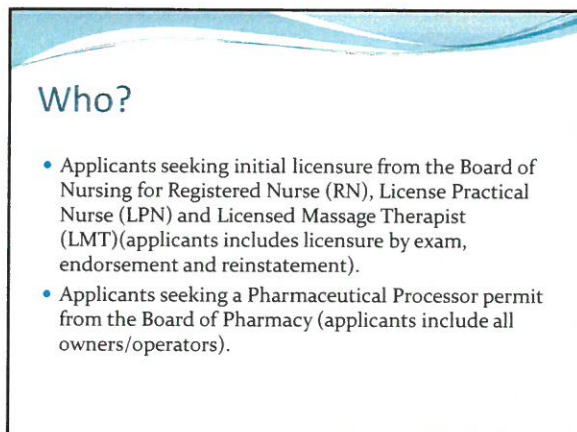 Who?
• Applicants seeking initial licensure from the Board of
Nursing for Registered Nurse (RN), License Practical
Nurse (LPN) and Licensed Massage Therapist
(LMT)(applicants includes licensure by exam,
endorsement and reinstatement).
• Applicants seeking a Pharmaceutical Processor permit
from the Board of Pharmacy (applicants include all
owners/operators).